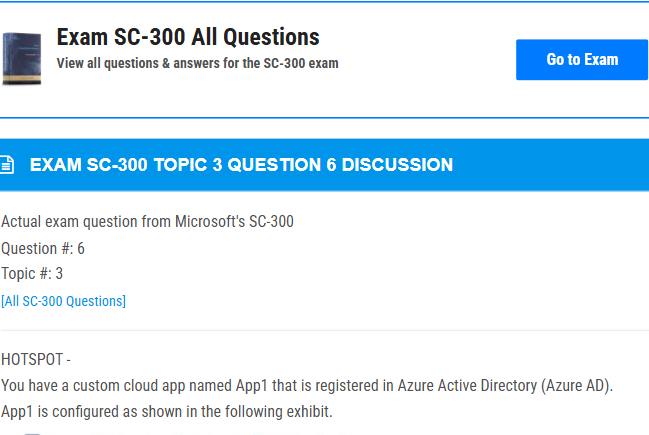 Exam SC-300 All Questions
View all questions & answers for the SC-300 exam
Go to Exam
EXAM SC-300 TOPIC 3 QUESTION 6 DISCUSSION
Actual exam question from Microsoft's SC-300
Question #: 6
Topic #: 3
[All SC-300 Questions]
HOTSPOT -
You have a custom cloud app named App1 that is registered in Azure Active Directory (Azure AD).
App1 is configured as shown in the following exhibit.